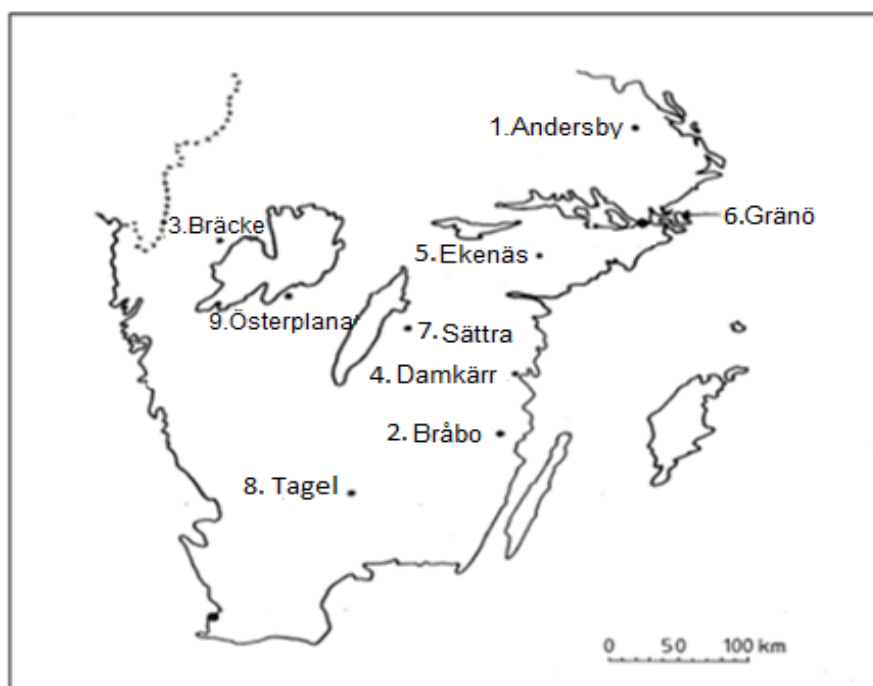 1.Andersby
6.Gränö
3.Bräcke
5.Ekenäs
9.Österplana
7.Sättra
4.Damkärr
2.Bråbo
8. Tagel
0 50 100 km